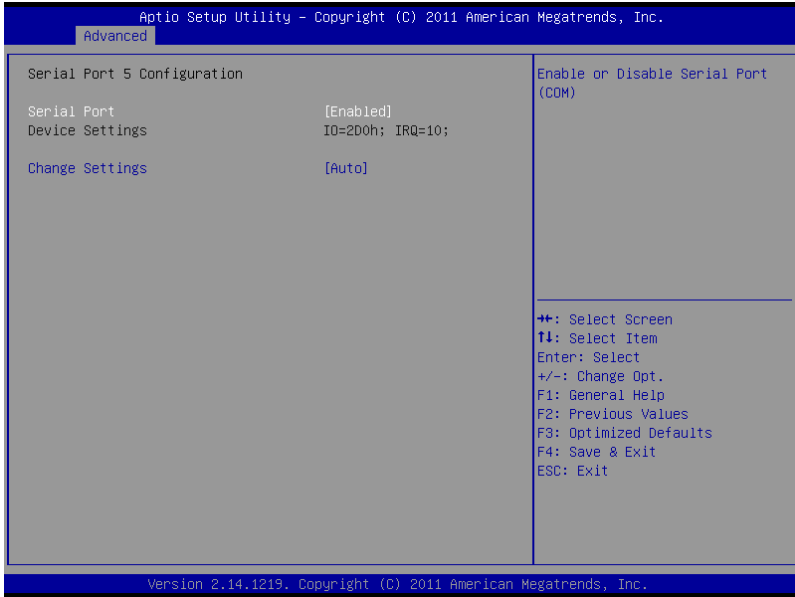 Aptio Setup Utility – Copyright (C) 2011 American Megatrends, Inc.
Advanced
Serial Port 5 Configuration
Serial Port [Enabled]
Device Settings IO=2D0h; IRQ=10;
Change Settings [Auto]
Enable or Disable Serial Port
(COM)
→←: Select Screen
↑↓: Select Item
Enter: Select
+/-: Change Opt.
F1: General Help
F2: Previous Values
F3: Optimized Defaults
F4: Save & Exit
ESC: Exit
Version 2.14.1219. Copyright (C) 2011 American Megatrends, Inc.